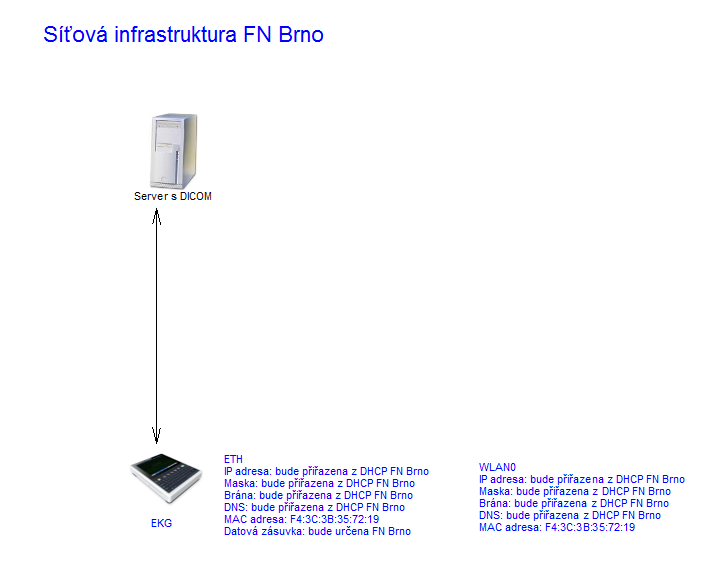 Síťová infrastruktura FN Brno
Server s DICOM
EKG
ETH
IP adresa: bude přiřazena z DHCP FN Brno
Maska: bude přiřazena z DHCP FN Brno
Brána: bude přiřazena z DHCP FN Brno
DNS: bude přiřazena z DHCP FN Brno
MAC adresa: F4:3C:3B:35:72:19
Datová zásuvka: bude určena FN Brno
WLAN0
IP adresa: bude přiřazena z DHCP FN Brno
Maska: bude přiřazena z DHCP FN Brno
Brána: bude přiřazena z DHCP FN Brno
DNS: bude přiřazena z DHCP FN Brno
MAC adresa: F4:3C:3B:35:72:19